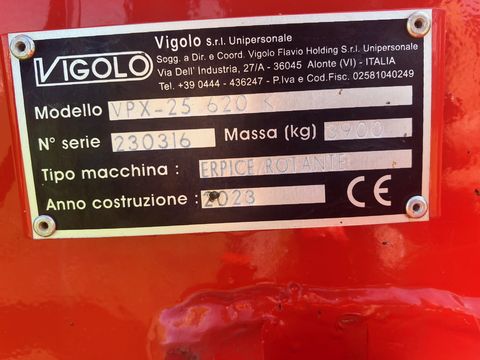 VIGOLO
Vigolo s.r.l. Unipersonale
Sogg. a Dir. e Coord. Vigolo Flavio Holding S.r.l. Unipersonale
Via Dell' Industria, 27/A - 36045 Alonte (VI) - ITALIA
Tel. +39 0444 - 436247 - P.Iva e Cod.Fisc. 02581040249
Modello VPX-25 620 K
N° serie 230316 Massa (kg) 3900
Tipo macchina : ERPICE ROTANTE
Anno costruzione : 2023 CE